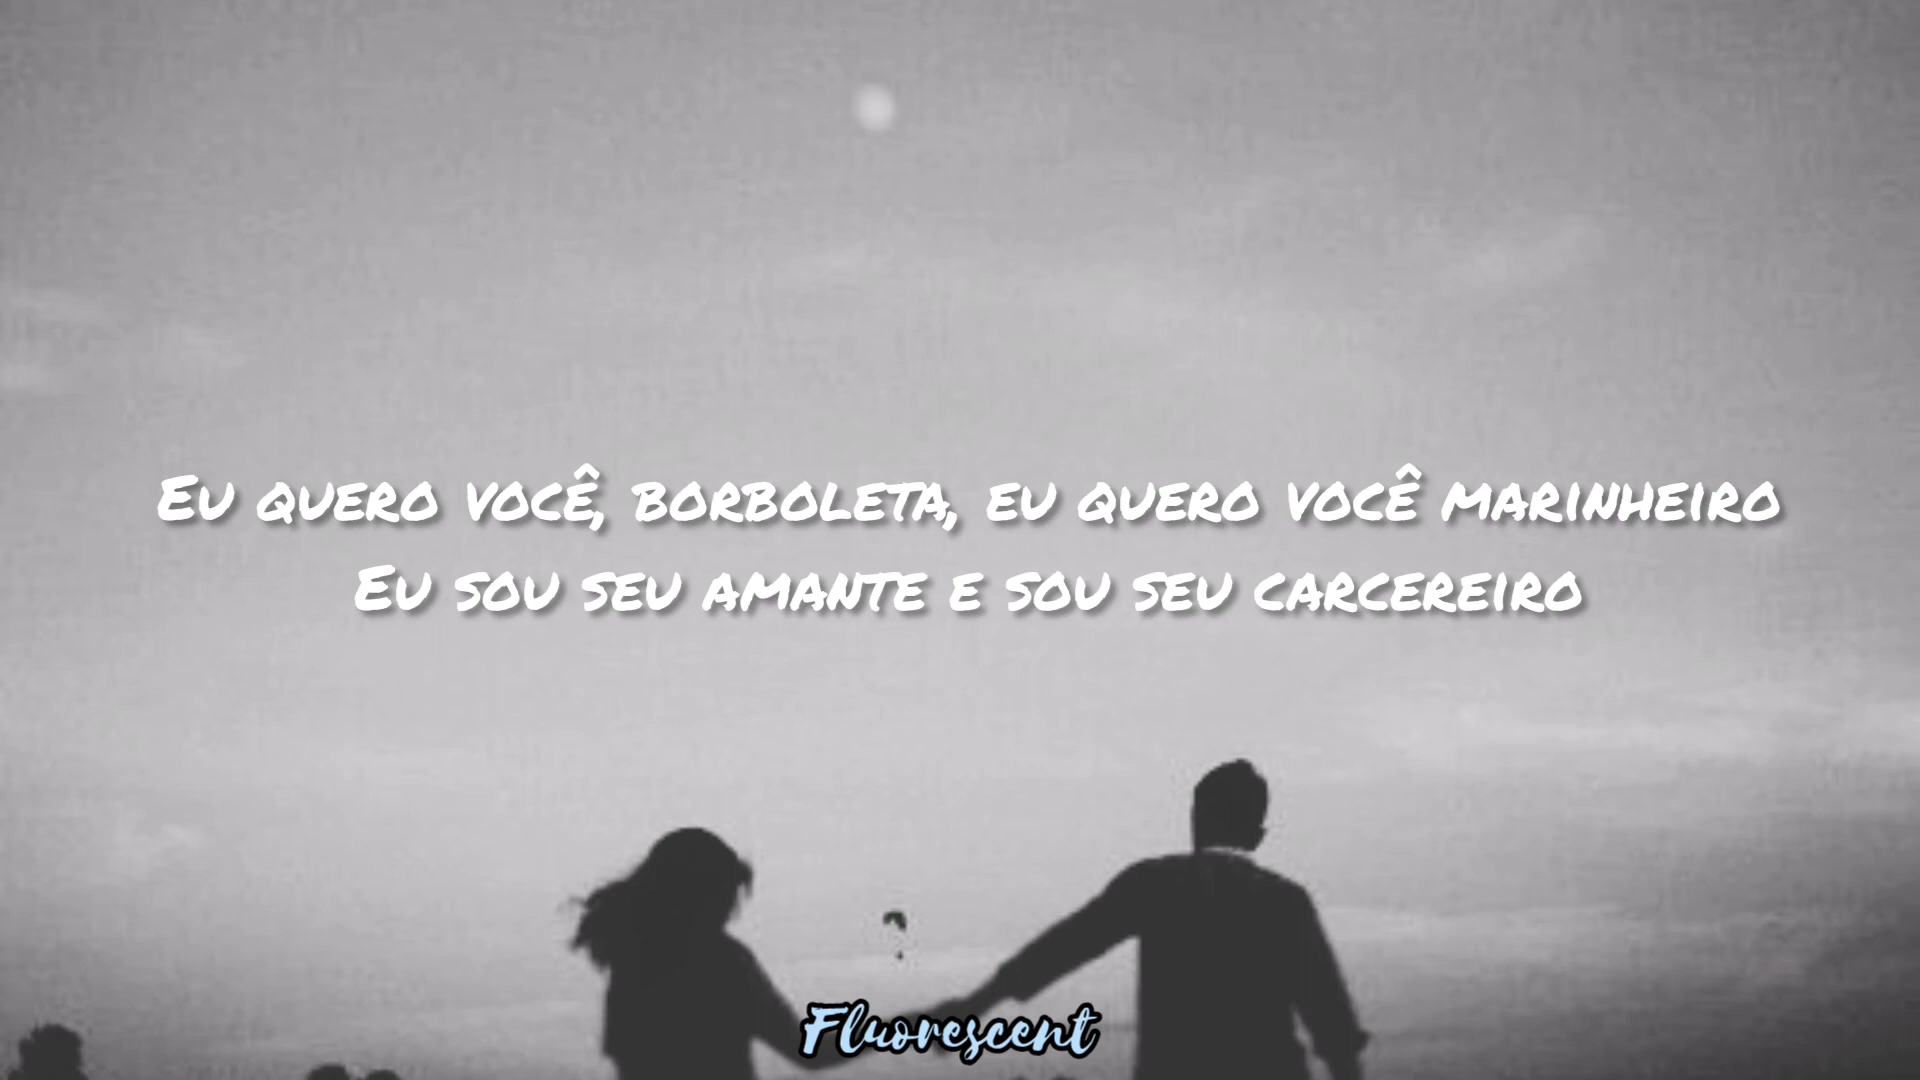 Eu quero você, borboleta, eu quero você marinheiro
Eu sou seu amante e sou seu carcereiro
Fluorescent